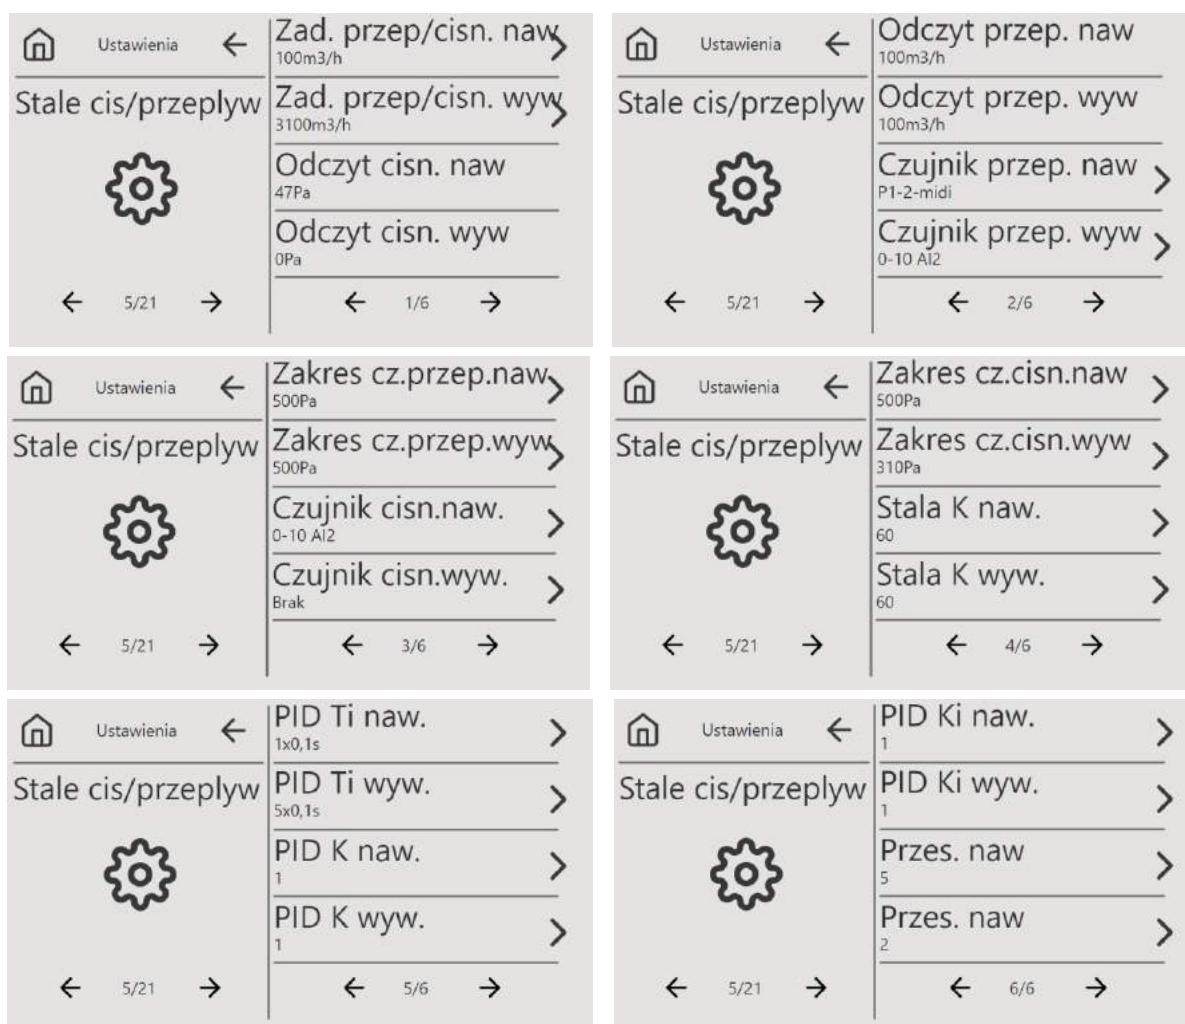 Ustawienia
Stale cis/przeplyw
5/21
Zad. przep/cisn. naw
100m3/h
Zad. przep/cisn. wyw
3100m3/h
Odczyt cisn. naw
47Pa
Odczyt cisn. wyw
0Pa
1/6
Ustawienia
Stale cis/przeplyw
5/21
Odczyt przep. naw
100m3/h
Odczyt przep. wyw
100m3/h
Czujnik przep. naw
P1-2-midi
Czujnik przep. wyw
0-10 AI2
2/6
Ustawienia
Stale cis/przeplyw
5/21
Zakres cz.przep.naw
500Pa
Zakres cz.przep.wyw
500Pa
Czujnik cisn.naw.
0-10 AI2
Czujnik cisn.wyw.
Brak
3/6
Ustawienia
Stale cis/przeplyw
5/21
Zakres cz.cisn.naw
500Pa
Zakres cz.cisn.wyw
310Pa
Stala K naw.
60
Stala K wyw.
60
4/6
Ustawienia
Stale cis/przeplyw
5/21
PID Ti naw.
1x0,1s
PID Ti wyw.
5x0,1s
PID K naw.
1
PID K wyw.
1
5/6
Ustawienia
Stale cis/przeplyw
5/21
PID Ki naw.
1
PID Ki wyw.
1
Przes. naw
5
Przes. naw
2
6/6